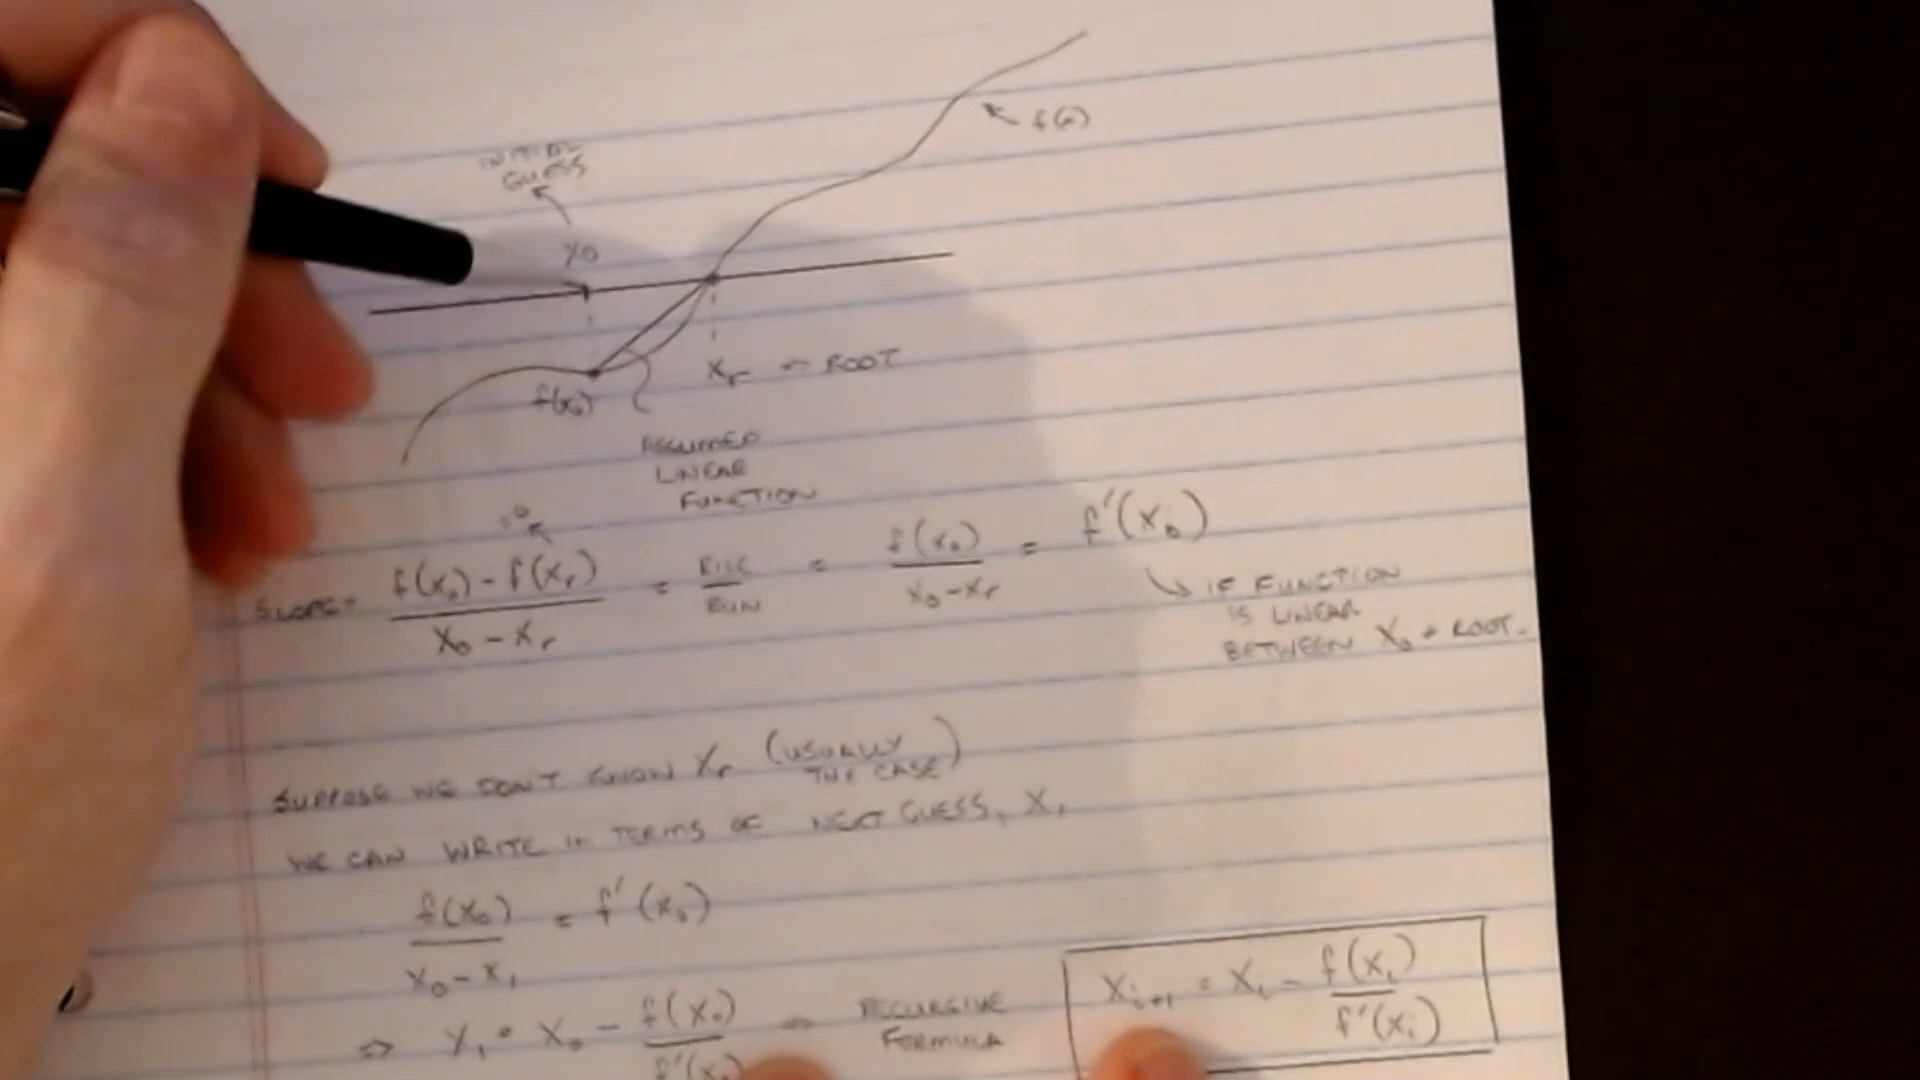 INITIAL
GUESS
f(x)
x₀
xᵣ = ROOT
f(x₀)
ASSUMED
LINEAR
FUNCTION
=0
SLOPE = (f(x₀) - f(xᵣ)) / (x₀ - xᵣ) = RISE / RUN = f(x₀) / (x₀ - xᵣ) = f'(x₀)
↳ IF FUNCTION
IS LINEAR
BETWEEN X₀ + ROOT.
SUPPOSE WE DON'T KNOW Xᵣ (USUALLY THE CASE)
WE CAN WRITE IN TERMS OF NEXT GUESS, X₁
f(x₀) / (x₀ - x₁) = f'(x₀)
⇒ X₁ = X₀ - f(x₀) / f'(x₀) ⇒ RECURSIVE
FORMULA
Xᵢ₊₁ = Xᵢ - f(xᵢ) / f'(xᵢ)